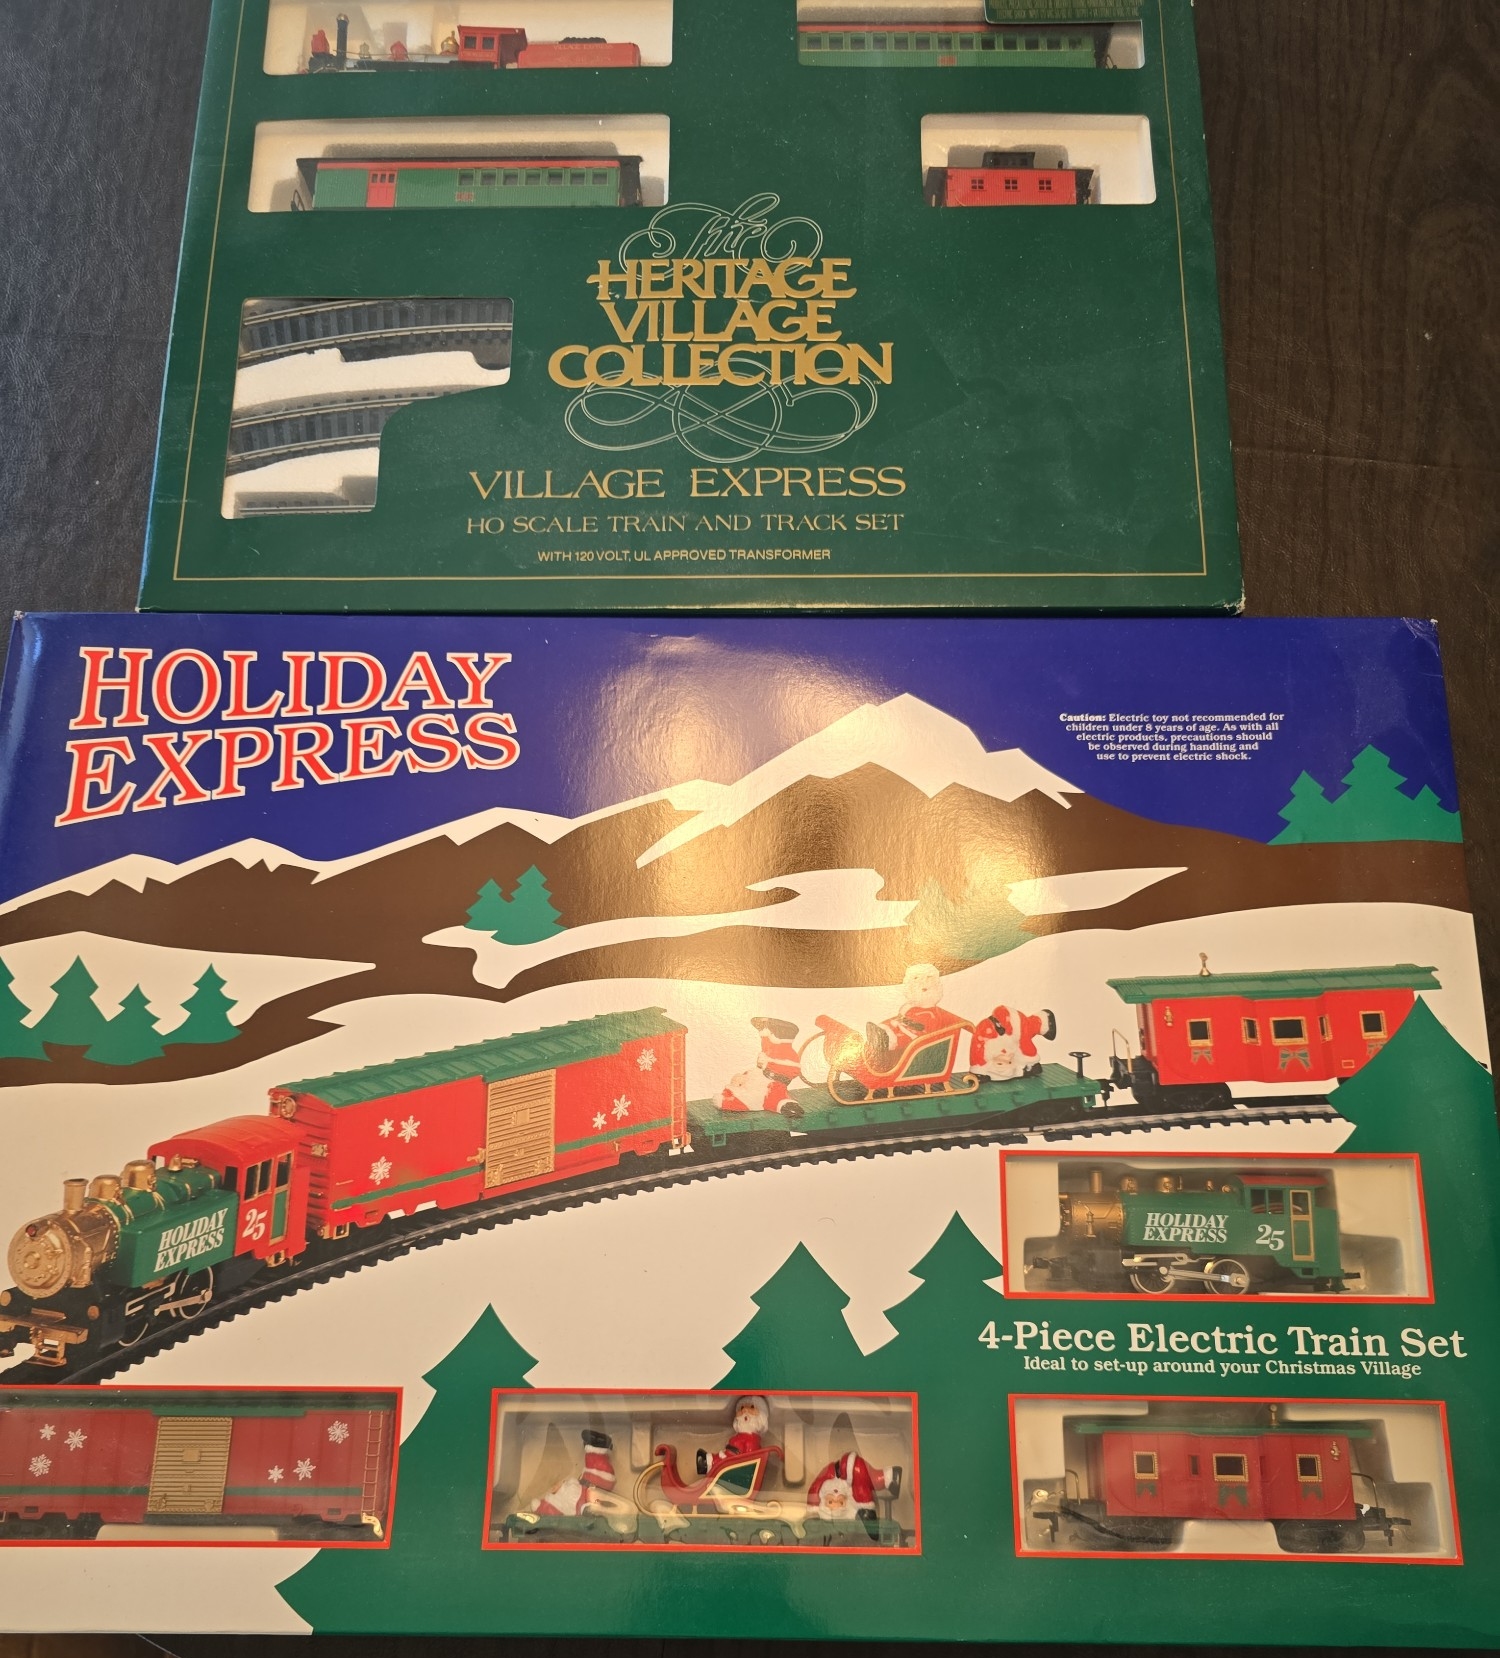 VILLAGE EXPRESS
The
HERITAGE
VILLAGE
COLLECTION™
VILLAGE EXPRESS
HO SCALE TRAIN AND TRACK SET
WITH 120 VOLT, UL APPROVED TRANSFORMER
HOLIDAY
EXPRESS
Caution: Electric toy not recommended for
children under 8 years of age. As with all
electric products, precautions should
be observed during handling and
use to prevent electric shock.
HOLIDAY
EXPRESS
25
HOLIDAY
EXPRESS
25
4-Piece Electric Train Set
Ideal to set-up around your Christmas Village